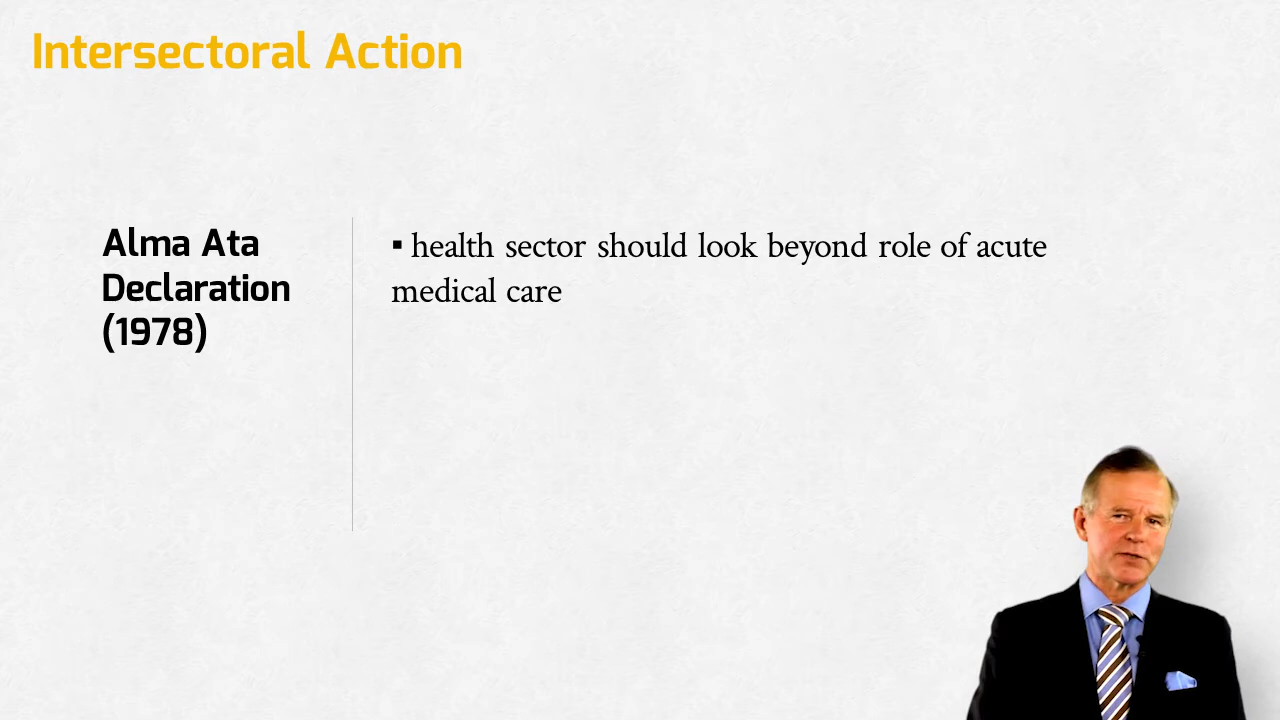 Intersectoral Action
Alma Ata
Declaration
(1978)
▪ health sector should look beyond role of acute
medical care